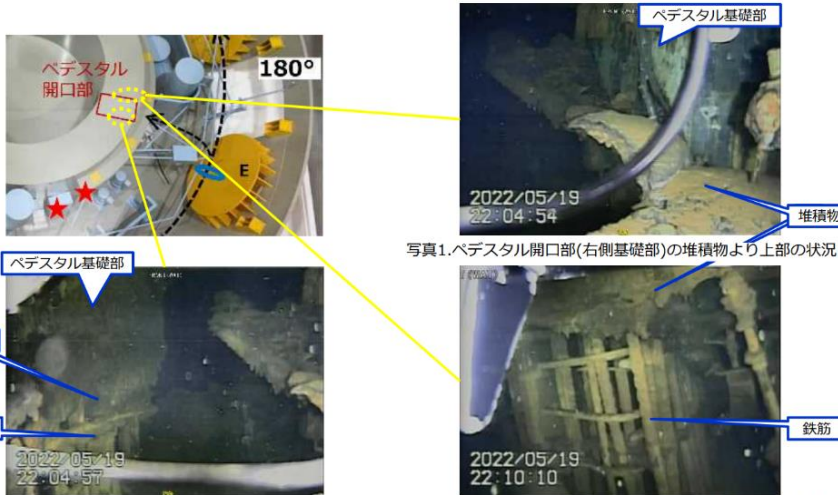 ペデスタル
開口部
180°
E
ペデスタル基礎部
2022/05/19
22:04:54
堆積物
写真1.ペデスタル開口部(右側基礎部)の堆積物より上部の状況
ペデスタル基礎部
2022/05/19
22:04:57
2022/05/19
22:10:10
鉄筋